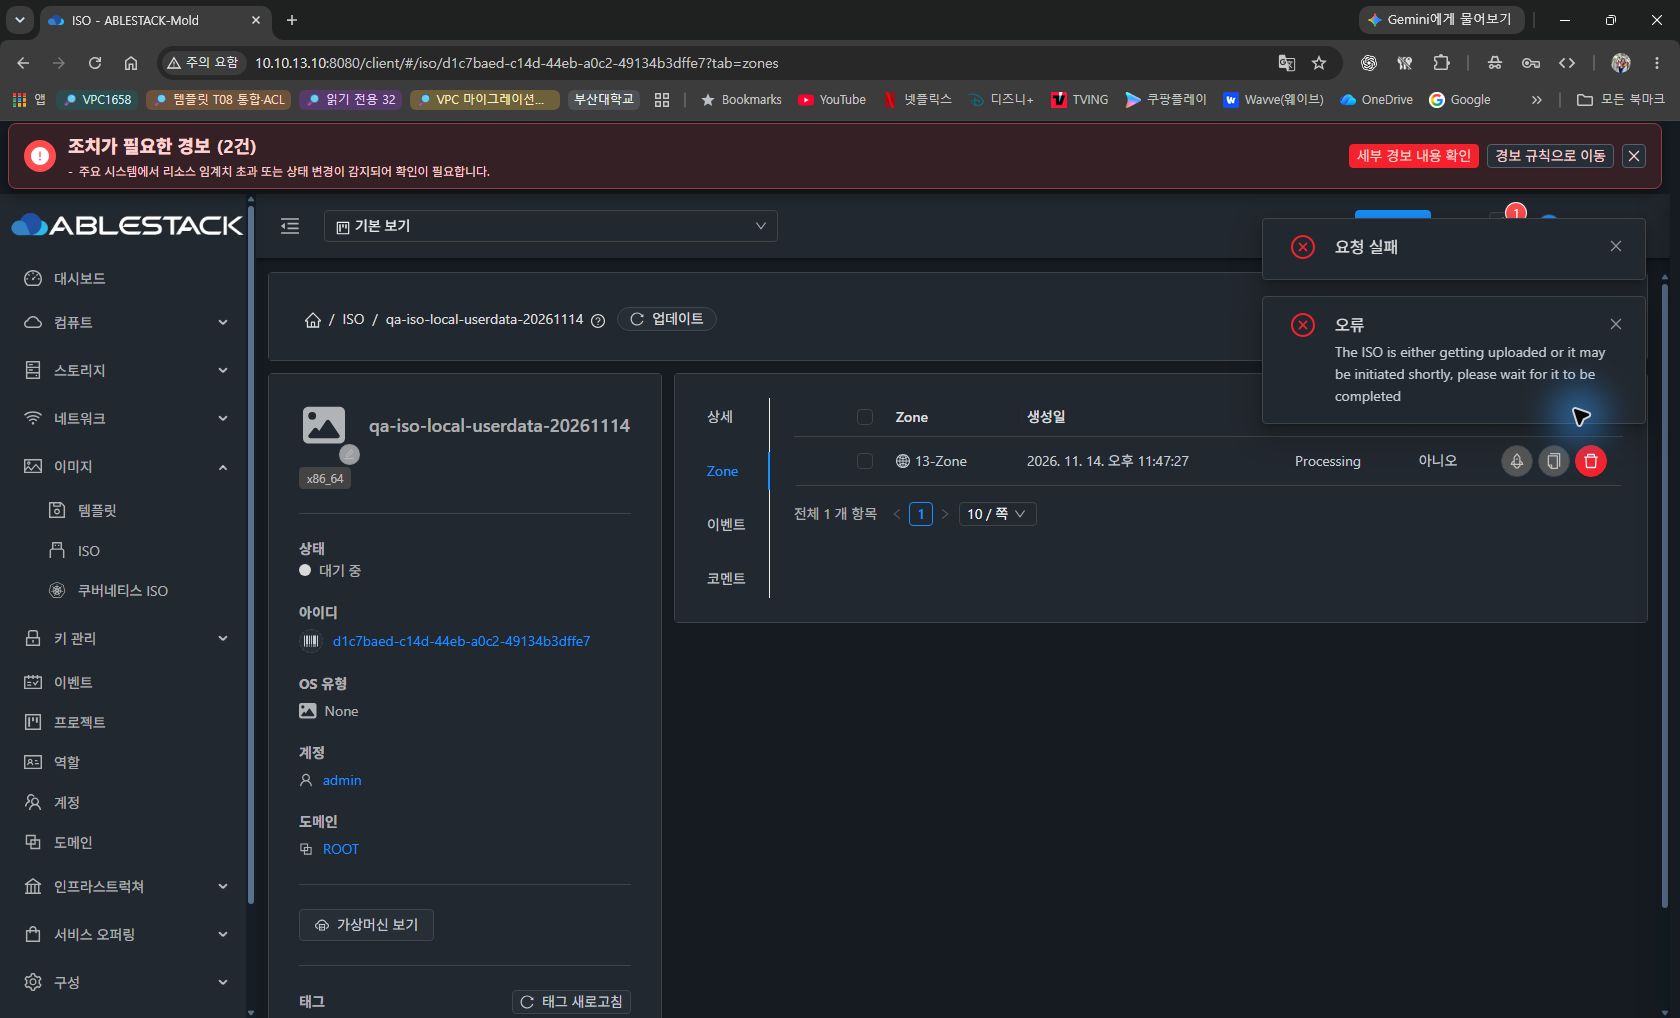 ISO - ABLESTACK-Mold
Gemini에게 물어보기
주의 요함
10.10.13.10:8080/client/#/iso/d1c7baed-c14d-44eb-a0c2-49134b3dffe7?tab=zones
앱
VPC1658
템플릿 T08 통합·ACL
읽기 전용 32
VPC 마이그레이션...
부산대학교
Bookmarks
YouTube
넷플릭스
디즈니+
TVING
쿠팡플레이
Wavve(웨이브)
OneDrive
Google
모든 북마크
조치가 필요한 경보 (2건)
- 주요 시스템에서 리소스 임계치 초과 또는 상태 변경이 감지되어 확인이 필요합니다.
세부 경보 내용 확인
경보 규칙으로 이동
ABLESTACK
기본 보기
1
요청 실패
오류
The ISO is either getting uploaded or it may
be initiated shortly, please wait for it to be
completed
대시보드
컴퓨트
스토리지
네트워크
이미지
템플릿
ISO
쿠버네티스 ISO
키 관리
이벤트
프로젝트
역할
계정
도메인
인프라스트럭쳐
서비스 오퍼링
구성
/ ISO / qa-iso-local-userdata-20261114
업데이트
qa-iso-local-userdata-20261114
x86_64
상태
대기 중
아이디
d1c7baed-c14d-44eb-a0c2-49134b3dffe7
OS 유형
None
계정
admin
도메인
ROOT
가상머신 보기
태그
태그 새로고침
상세
Zone
이벤트
코멘트
Zone
생성일
13-Zone
2026. 11. 14. 오후 11:47:27
Processing
아니오
전체 1 개 항목
1
10 / 쪽